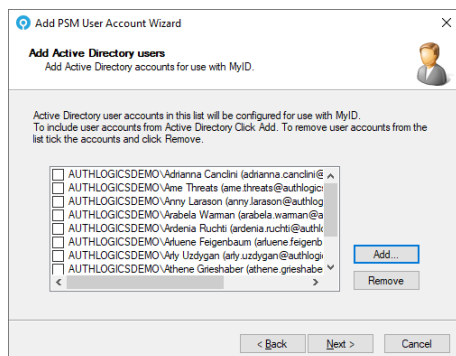 Add PSM User Account Wizard
Add Active Directory users
Add Active Directory accounts for use with MyID.
Active Directory user accounts in this list will be configured for use with MyID.
To include user accounts from Active Directory Click Add. To remove user accounts from the
list tick the accounts and click Remove.
AUTHLOGICSDEMO\Adrianna Canclini (adrianna.canclini@
AUTHLOGICSDEMO\Ame Threats (ame.threats@authlogic
AUTHLOGICSDEMO\Anny Larason (anny.larason@authlog
AUTHLOGICSDEMO\Arabela Warman (arabela.warman@a
AUTHLOGICSDEMO\Ardenia Ruchti (ardenia.ruchti@authlo
AUTHLOGICSDEMO\Arluene Feigenbaum (arluene.feigenb
AUTHLOGICSDEMO\Arly Uzdygan (arly.uzdygan@authlogi
AUTHLOGICSDEMO\Athene Grieshaber (athene.grieshabe
Add...
Remove
< Back
Next >
Cancel